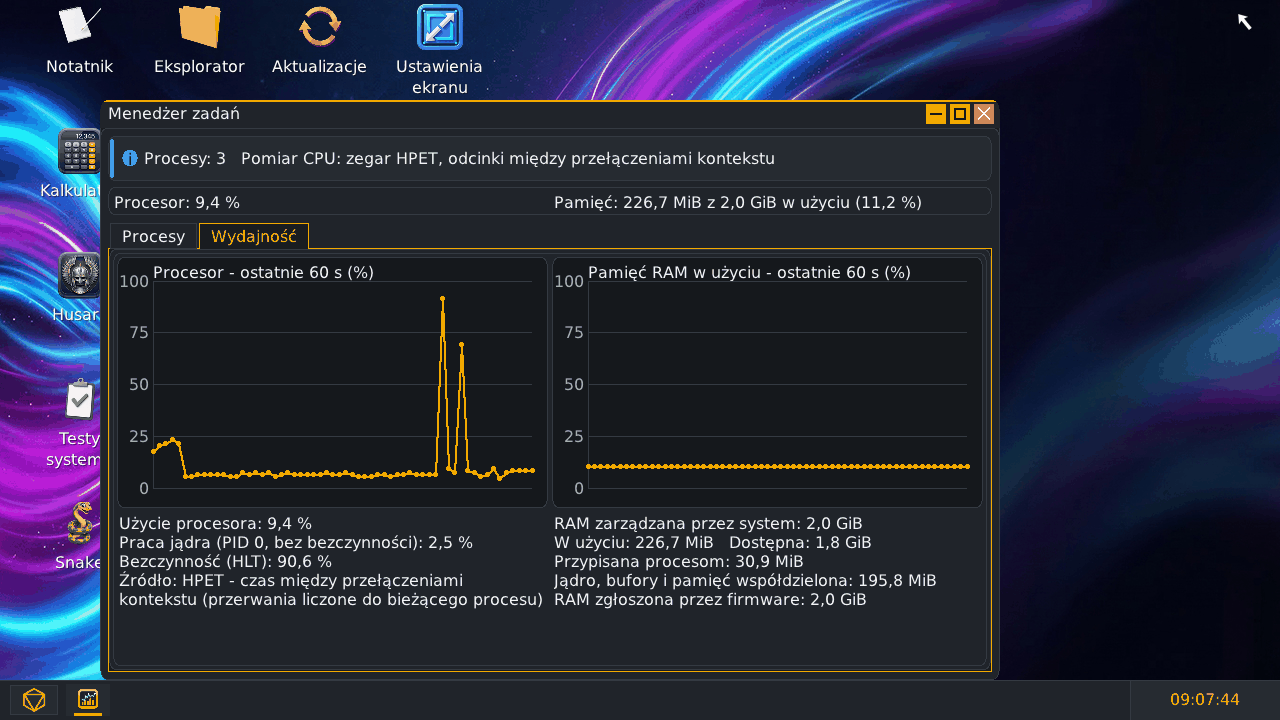 Notatnik
Eksplorator
Aktualizacje
Ustawienia
ekranu
Menedżer zadań
12,345
Kalkulat
Husar
Testy
system
Snake
Procesy: 3 Pomiar CPU: zegar HPET, odcinki między przełączeniami kontekstu
Procesor: 9,4 %
Pamięć: 226,7 MiB z 2,0 GiB w użyciu (11,2 %)
Procesy
Wydajność
Procesor - ostatnie 60 s (%)
100
75
50
25
0
Pamięć RAM w użyciu - ostatnie 60 s (%)
100
75
50
25
0
Użycie procesora: 9,4 %
Praca jądra (PID 0, bez bezczynności): 2,5 %
Bezczynność (HLT): 90,6 %
Źródło: HPET - czas między przełączeniami
kontekstu (przerwania liczone do bieżącego procesu)
RAM zarządzana przez system: 2,0 GiB
W użyciu: 226,7 MiB Dostępna: 1,8 GiB
Przypisana procesom: 30,9 MiB
Jądro, bufory i pamięć współdzielona: 195,8 MiB
RAM zgłoszona przez firmware: 2,0 GiB
09:07:44